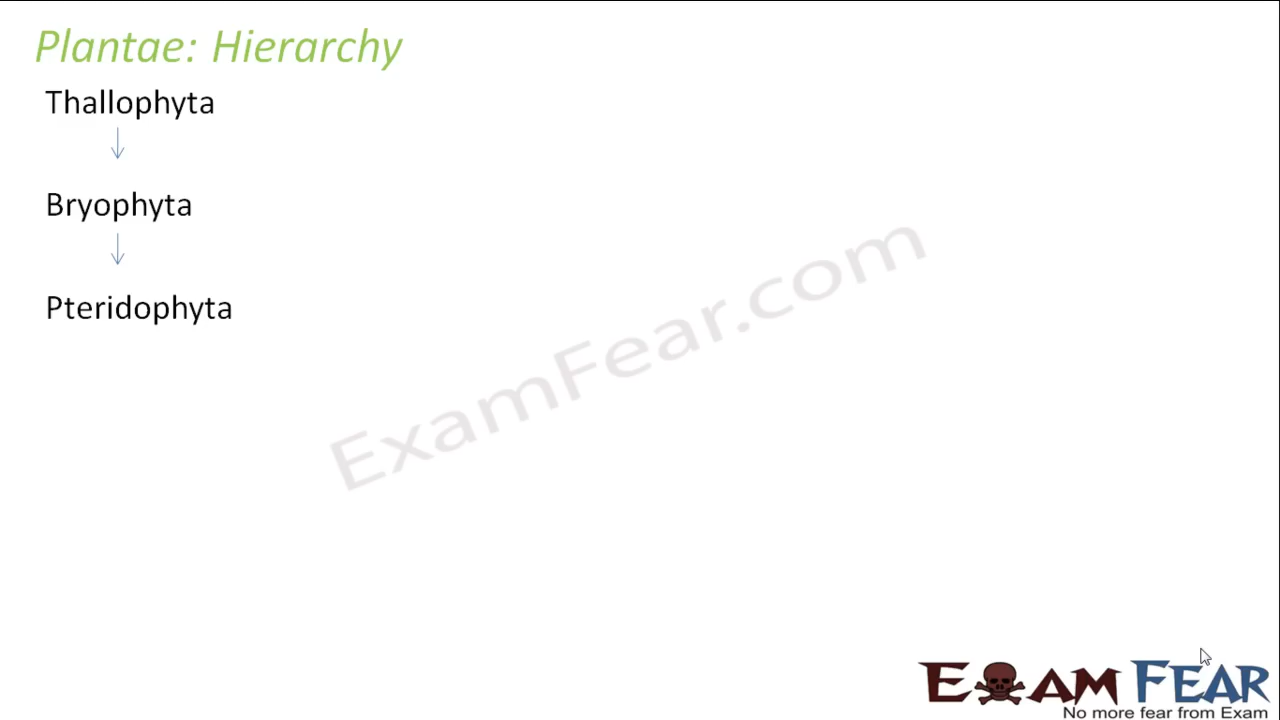 Plantae: Hierarchy
Thallophyta
Bryophyta
Pteridophyta
ExamFear.com
EXAM FEAR
No more fear from Exam